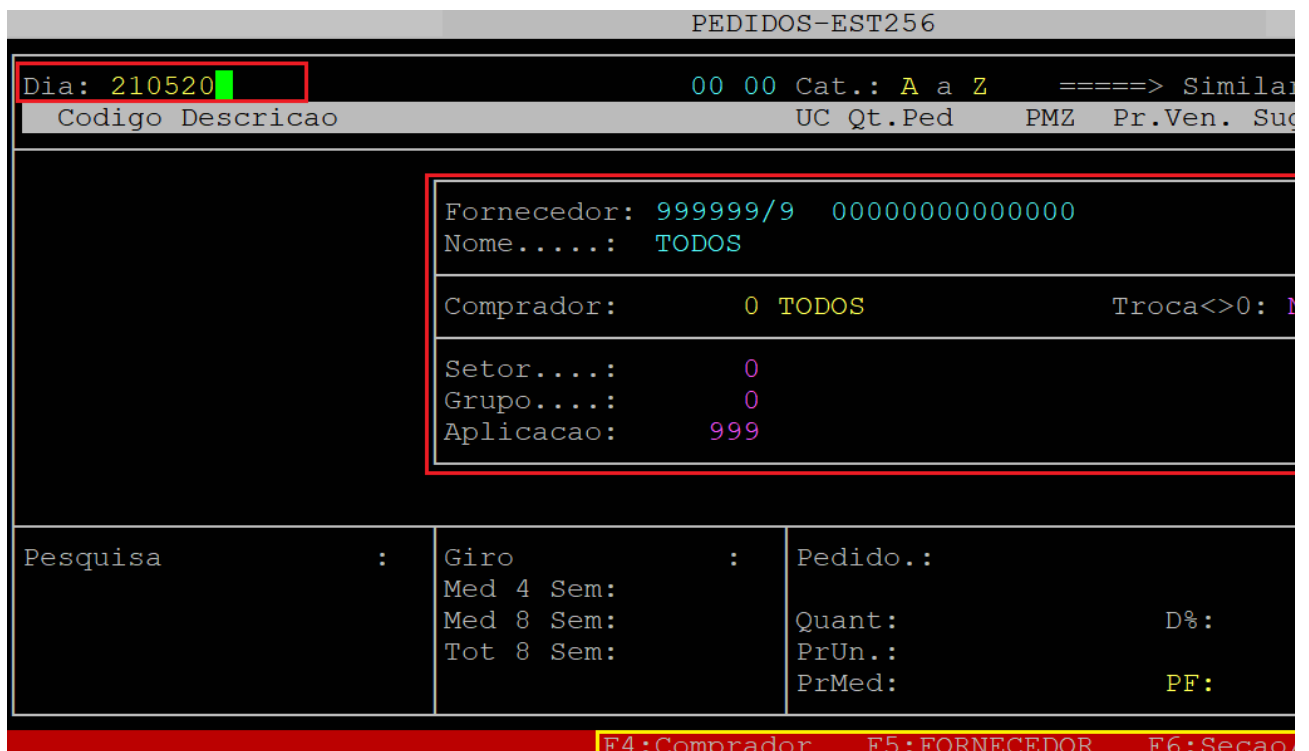 PEDIDOS-EST256
Dia: 210520 00 00 Cat.: A a Z =====> Similar
Codigo Descricao UC Qt.Ped PMZ Pr.Ven. Sug
Fornecedor: 999999/9 00000000000000
Nome.....: TODOS
Comprador: 0 TODOS Troca<>0: N
Setor....: 0
Grupo....: 0
Aplicacao: 999
Pesquisa : Giro : Pedido.:
Med 4 Sem:
Med 8 Sem: Quant: D%:
Tot 8 Sem: PrUn.:
PrMed: PF:
F4:Comprador F5:FORNECEDOR F6:Secao